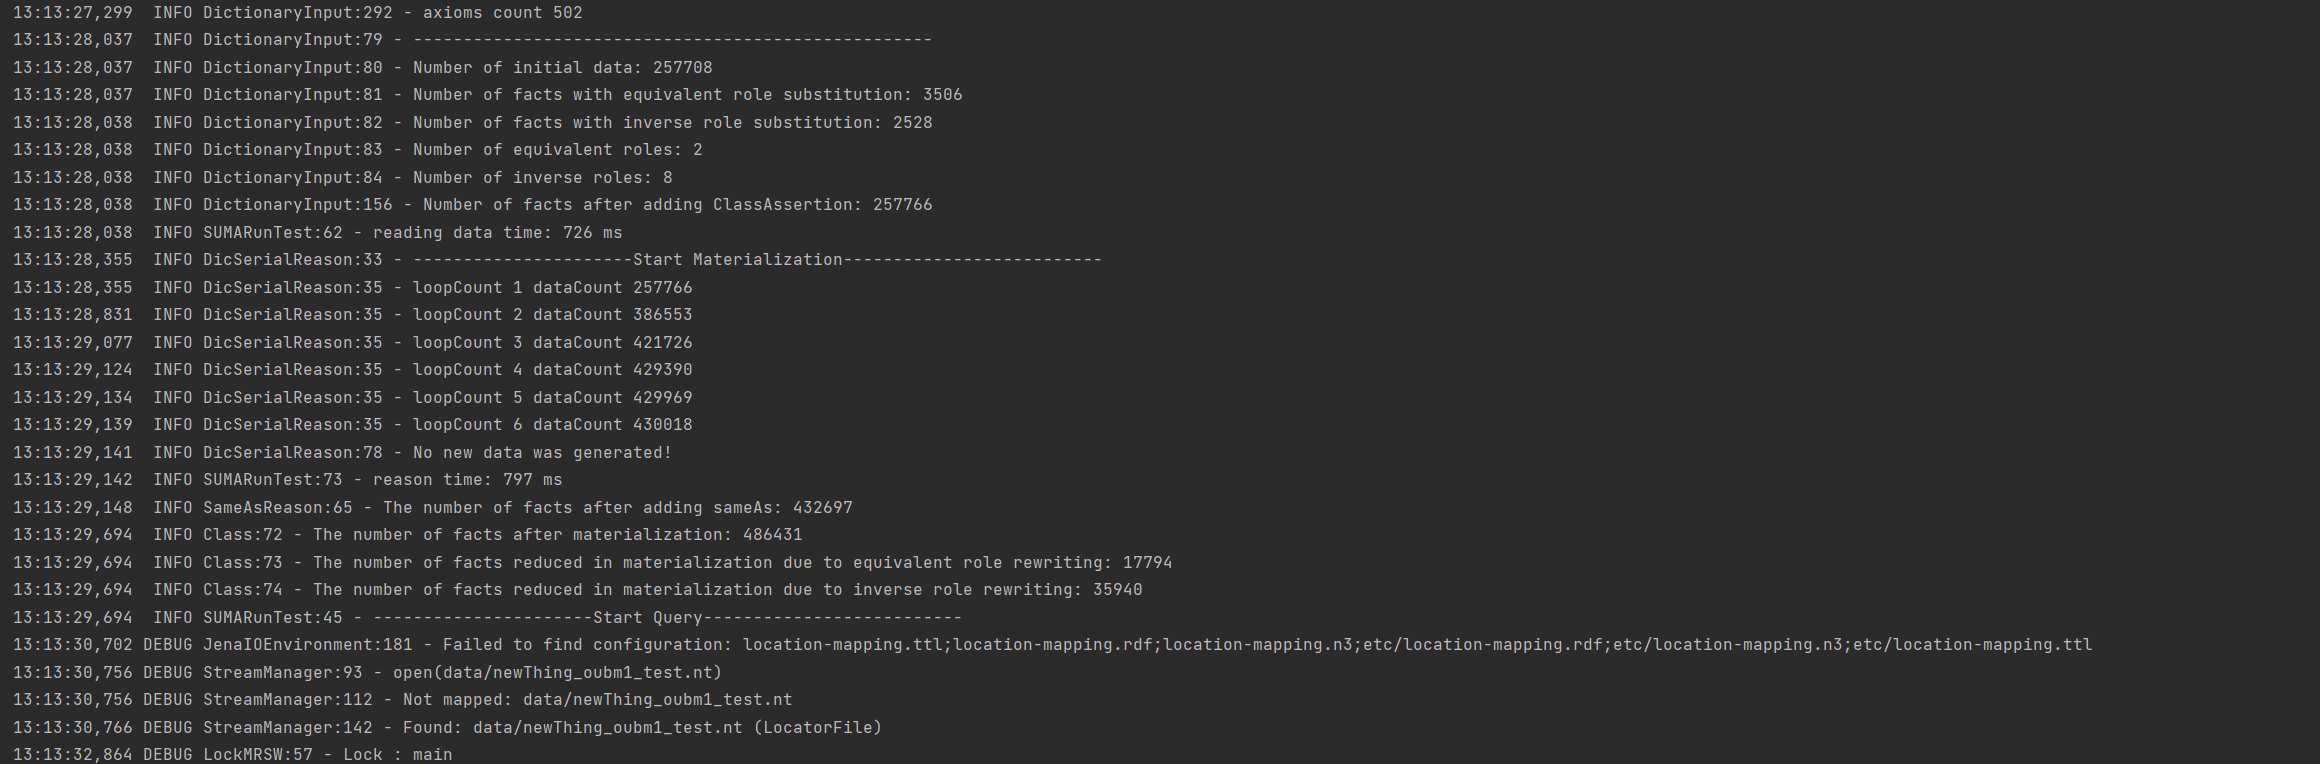 13:13:27,299  INFO DictionaryInput:292 - axioms count 502
13:13:28,037  INFO DictionaryInput:79 - ----------------------------------------------------
13:13:28,037  INFO DictionaryInput:80 - Number of initial data: 257708
13:13:28,037  INFO DictionaryInput:81 - Number of facts with equivalent role substitution: 3506
13:13:28,038  INFO DictionaryInput:82 - Number of facts with inverse role substitution: 2528
13:13:28,038  INFO DictionaryInput:83 - Number of equivalent roles: 2
13:13:28,038  INFO DictionaryInput:84 - Number of inverse roles: 8
13:13:28,038  INFO DictionaryInput:156 - Number of facts after adding ClassAssertion: 257766
13:13:28,038  INFO SUMARunTest:62 - reading data time: 726 ms
13:13:28,355  INFO DicSerialReason:33 - ----------------------Start Materialization--------------------------
13:13:28,355  INFO DicSerialReason:35 - loopCount 1 dataCount 257766
13:13:28,831  INFO DicSerialReason:35 - loopCount 2 dataCount 386553
13:13:29,077  INFO DicSerialReason:35 - loopCount 3 dataCount 421726
13:13:29,124  INFO DicSerialReason:35 - loopCount 4 dataCount 429390
13:13:29,134  INFO DicSerialReason:35 - loopCount 5 dataCount 429969
13:13:29,139  INFO DicSerialReason:35 - loopCount 6 dataCount 430018
13:13:29,141  INFO DicSerialReason:78 - No new data was generated!
13:13:29,142  INFO SUMARunTest:73 - reason time: 797 ms
13:13:29,148  INFO SameAsReason:65 - The number of facts after adding sameAs: 432697
13:13:29,694  INFO Class:72 - The number of facts after materialization: 486431
13:13:29,694  INFO Class:73 - The number of facts reduced in materialization due to equivalent role rewriting: 17794
13:13:29,694  INFO Class:74 - The number of facts reduced in materialization due to inverse role rewriting: 35940
13:13:29,694  INFO SUMARunTest:45 - ----------------------Start Query--------------------------
13:13:30,702 DEBUG JenaIOEnvironment:181 - Failed to find configuration: location-mapping.ttl;location-mapping.rdf;location-mapping.n3;etc/location-mapping.rdf;etc/location-mapping.n3;etc/location-mapping.ttl
13:13:30,756 DEBUG StreamManager:93 - open(data/newThing_oubm1_test.nt)
13:13:30,756 DEBUG StreamManager:112 - Not mapped: data/newThing_oubm1_test.nt
13:13:30,766 DEBUG StreamManager:142 - Found: data/newThing_oubm1_test.nt (LocatorFile)
13:13:32,864 DEBUG LockMRSW:57 - Lock : main